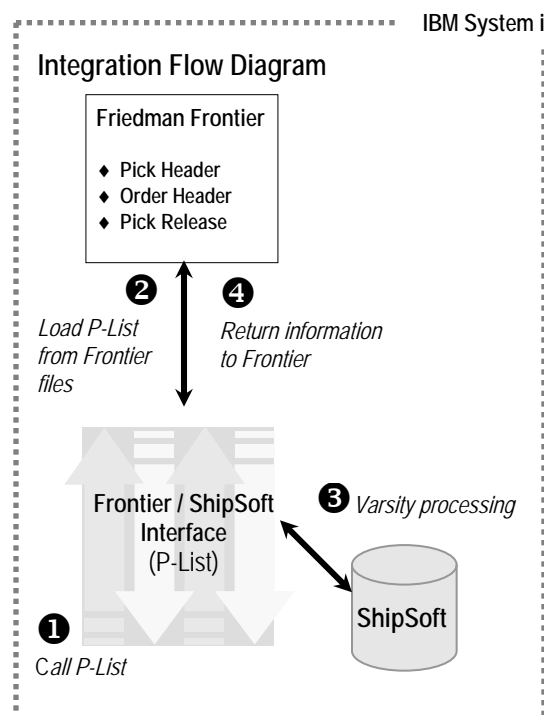 IBM System i
Integration Flow Diagram
Friedman Frontier
♦ Pick Header
♦ Order Header
♦ Pick Release
❷
Load P-List
from Frontier
files
❹
Return information
to Frontier
Frontier / ShipSoft
Interface
(P-List)
❸ Varsity processing
ShipSoft
❶
Call P-List